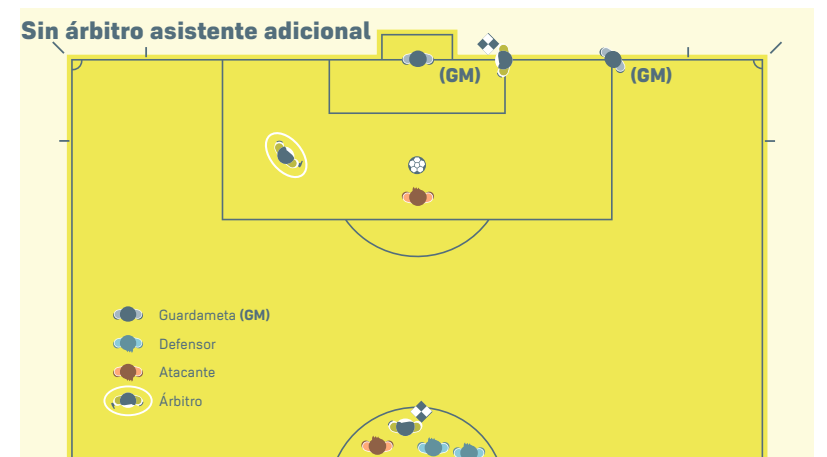 Sin árbitro asistente adicional
(GM)
(GM)
Guardameta (GM)
Defensor
Atacante
Árbitro